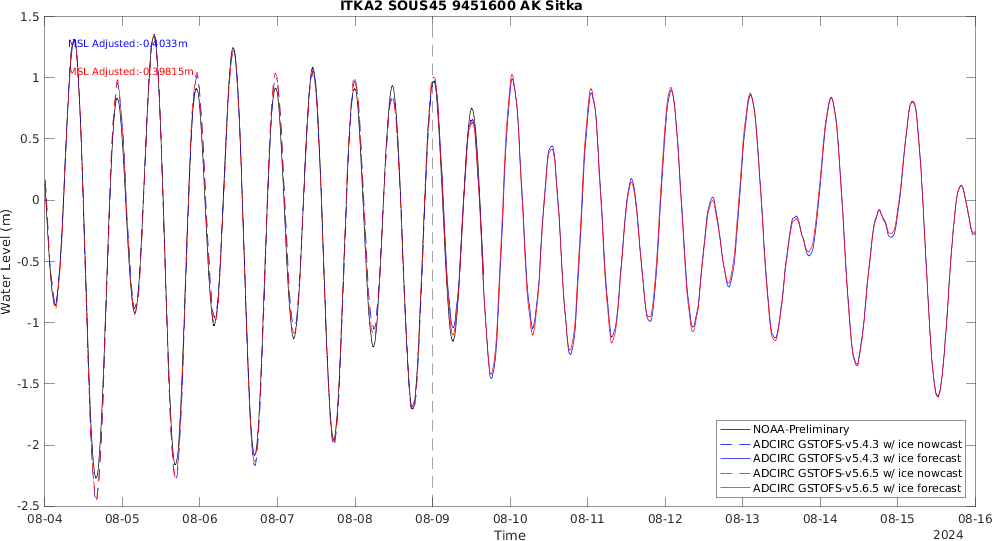 ITKA2 SOUS45 9451600 AK Sitka
MSL Adjusted:-0.4033m
MSL Adjusted:-0.39815m
1.5
1
0.5
0
-0.5
-1
-1.5
-2
-2.5
Water Level (m)
NOAA-Preliminary
ADCIRC GSTOFS-v5.4.3 w/ ice nowcast
ADCIRC GSTOFS-v5.4.3 w/ ice forecast
ADCIRC GSTOFS-v5.6.5 w/ ice nowcast
ADCIRC GSTOFS-v5.6.5 w/ ice forecast
08-04 08-05 08-06 08-07 08-08 08-09 08-10 08-11 08-12 08-13 08-14 08-15 08-16
Time
2024